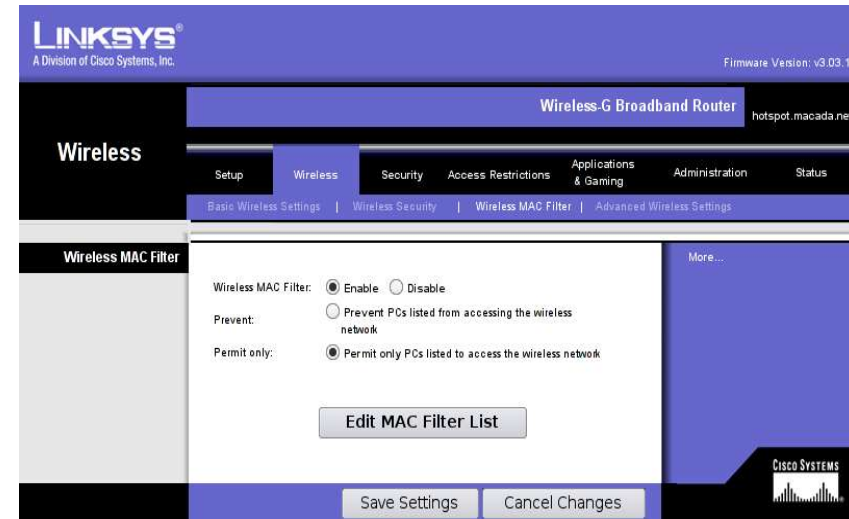 LINKSYS®
A Division of Cisco Systems, Inc.
Firmware Version: v3.03.1
Wireless-G Broadband Router
hotspot.macada.ne
Wireless
Setup
Wireless
Security
Access Restrictions
Applications
& Gaming
Administration
Status
Basic Wireless Settings | Wireless Security | Wireless MAC Filter | Advanced Wireless Settings
Wireless MAC Filter
More...
Wireless MAC Filter: Enable Disable
Prevent: Prevent PCs listed from accessing the wireless
network
Permit only: Permit only PCs listed to access the wireless network
Edit MAC Filter List
CISCO SYSTEMS
Save Settings
Cancel Changes